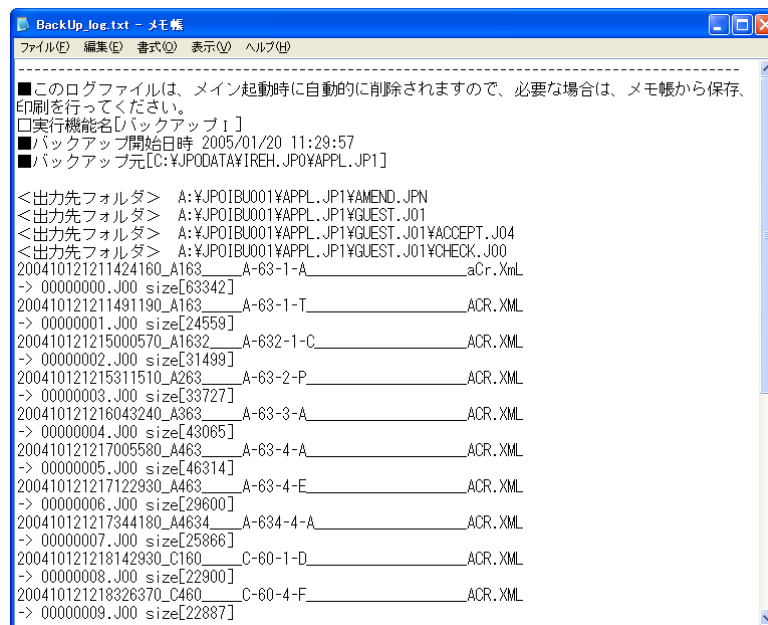 BackUp_log.txt - メモ帳
ファイル(F) 編集(E) 書式(O) 表示(V) ヘルプ(H)
--------------------------------------------------------------------------------
■このログファイルは、メイン起動時に自動的に削除されますので、必要な場合は、メモ帳から保存、
印刷を行ってください。
□実行機能名[バックアップⅠ]
■バックアップ開始日時 2005/01/20 11:29:57
■バックアップ元[C:¥JPODATA¥IREH.JP0¥APPL.JP1]
<出力先フォルダ> A:¥JPOIBU001¥APPL.JP1¥AMEND.JPN
<出力先フォルダ> A:¥JPOIBU001¥APPL.JP1¥GUEST.J01
<出力先フォルダ> A:¥JPOIBU001¥APPL.JP1¥GUEST.J01¥ACCEPT.J04
<出力先フォルダ> A:¥JPOIBU001¥APPL.JP1¥GUEST.J01¥CHECK.J00
200410121211424160_A163_____A-63-1-A____________________aCr.XmL
-> 00000000.J00 size[63342]
200410121211491190_A163_____A-63-1-T____________________ACR.XML
-> 00000001.J00 size[24559]
200410121215000570_A1632____A-632-1-C___________________ACR.XML
-> 00000002.J00 size[31499]
200410121215311510_A263_____A-63-2-P____________________ACR.XML
-> 00000003.J00 size[33727]
200410121216043240_A363_____A-63-3-A____________________ACR.XML
-> 00000004.J00 size[43065]
200410121217005580_A463_____A-63-4-A____________________ACR.XML
-> 00000005.J00 size[46314]
200410121217122930_A463_____A-63-4-E____________________ACR.XML
-> 00000006.J00 size[29600]
200410121217344180_A4634____A-634-4-A___________________ACR.XML
-> 00000007.J00 size[25866]
200410121218142930_C160_____C-60-1-D____________________ACR.XML
-> 00000008.J00 size[22900]
200410121218326370_C460_____C-60-4-F____________________ACR.XML
-> 00000009.J00 size[22887]